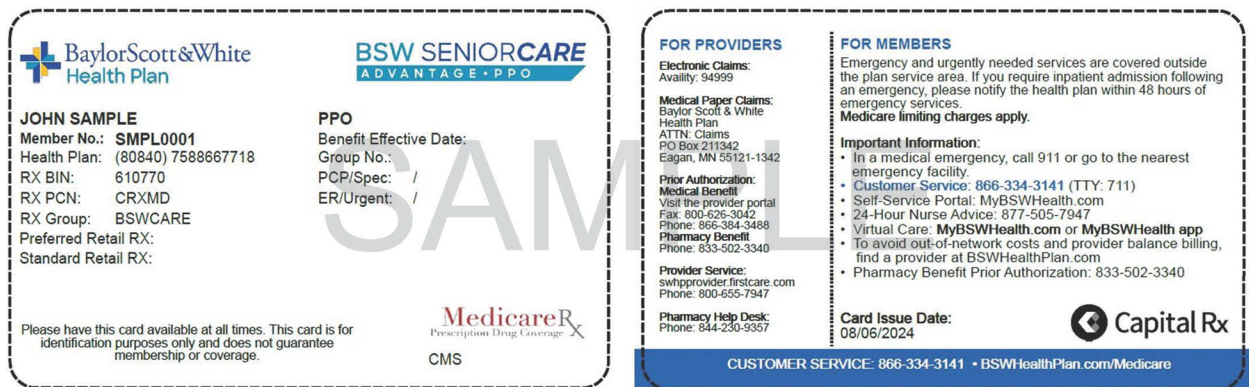 BaylorScott&White
Health Plan
BSW SENIORCARE
ADVANTAGE • PPO
JOHN SAMPLE
Member No.: SMPL0001
Health Plan: (80840) 7588667718
RX BIN: 610770
RX PCN: CRXMD
RX Group: BSWCARE
Preferred Retail RX:
Standard Retail RX:
PPO
Benefit Effective Date:
Group No.:
PCP/Spec: /
ER/Urgent: /
Please have this card available at all times. This card is for
identification purposes only and does not guarantee
membership or coverage.
MedicareRx
Prescription Drug Coverage
CMS
SAMPLE
FOR PROVIDERS
Electronic Claims:
Availity: 94999
Medical Paper Claims:
Baylor Scott & White
Health Plan
ATTN: Claims
PO Box 211342
Eagan, MN 55121-1342
Prior Authorization:
Medical Benefit
Visit the provider portal
Fax: 800-626-3042
Phone: 866-384-3488
Pharmacy Benefit
Phone: 833-502-3340
Provider Service:
swhpprovider.firstcare.com
Phone: 800-655-7947
Pharmacy Help Desk:
Phone: 844-230-9357
FOR MEMBERS
Emergency and urgently needed services are covered outside
the plan service area. If you require inpatient admission following
an emergency, please notify the health plan within 48 hours of
emergency services.
Medicare limiting charges apply.
Important Information:
• In a medical emergency, call 911 or go to the nearest
emergency facility.
• Customer Service: 866-334-3141 (TTY: 711)
• Self-Service Portal: MyBSWHealth.com
• 24-Hour Nurse Advice: 877-505-7947
• Virtual Care: MyBSWHealth.com or MyBSWHealth app
• To avoid out-of-network costs and provider balance billing,
find a provider at BSWHealthPlan.com
• Pharmacy Benefit Prior Authorization: 833-502-3340
Card Issue Date:
08/06/2024
Capital Rx
CUSTOMER SERVICE: 866-334-3141 • BSWHealthPlan.com/Medicare